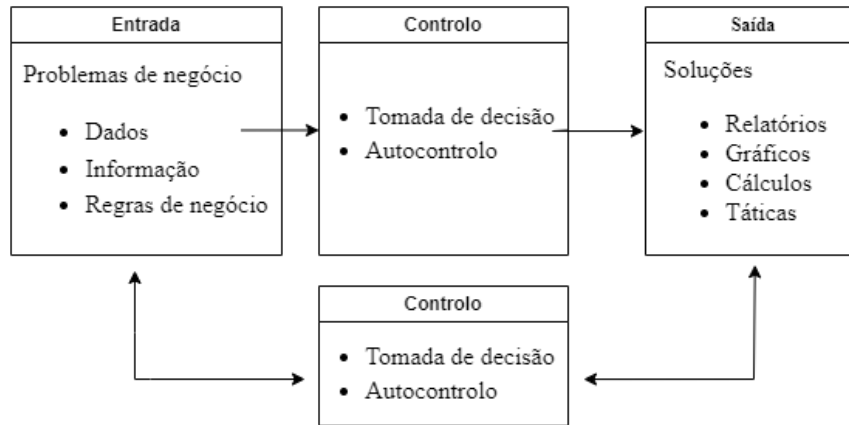 Entrada
Problemas de negócio
Dados
Informação
Regras de negócio
Controlo
Tomada de decisão
Autocontrolo
Saída
Soluções
Relatórios
Gráficos
Cálculos
Táticas
Controlo
Tomada de decisão
Autocontrolo